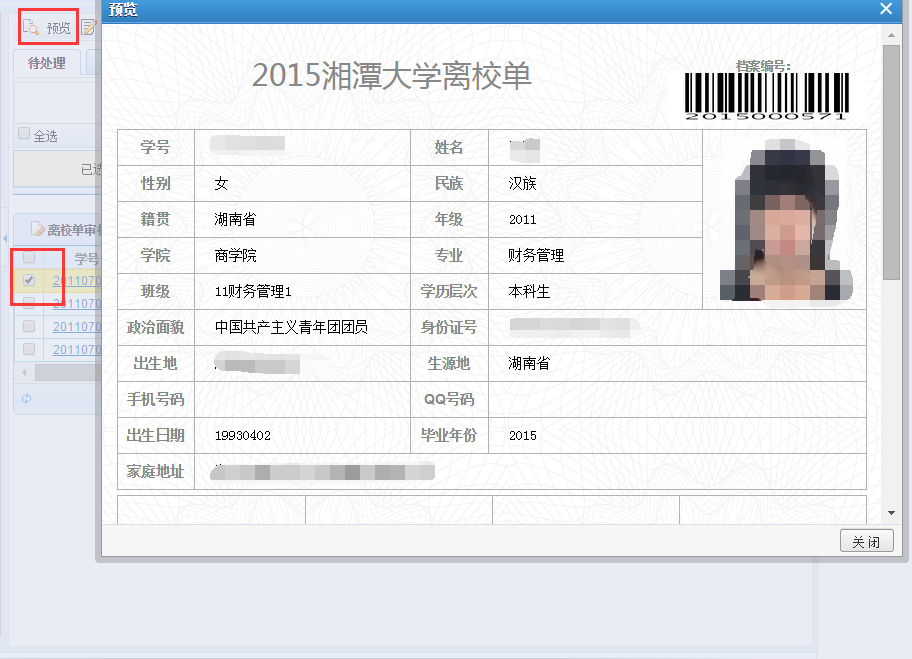 预览
预览
待处理
全选
已选
离校单审核
学号
2011070
2011070
2011070
2011070
2015湘潭大学离校单
档案编号:
2015000571
学号 姓名
性别 女 民族 汉族
籍贯 湖南省 年级 2011
学院 商学院 专业 财务管理
班级 11财务管理1 学历层次 本科生
政治面貌 中国共产主义青年团团员 身份证号
出生地 生源地 湖南省
手机号码 QQ号码
出生日期 19930402 毕业年份 2015
家庭地址
关闭